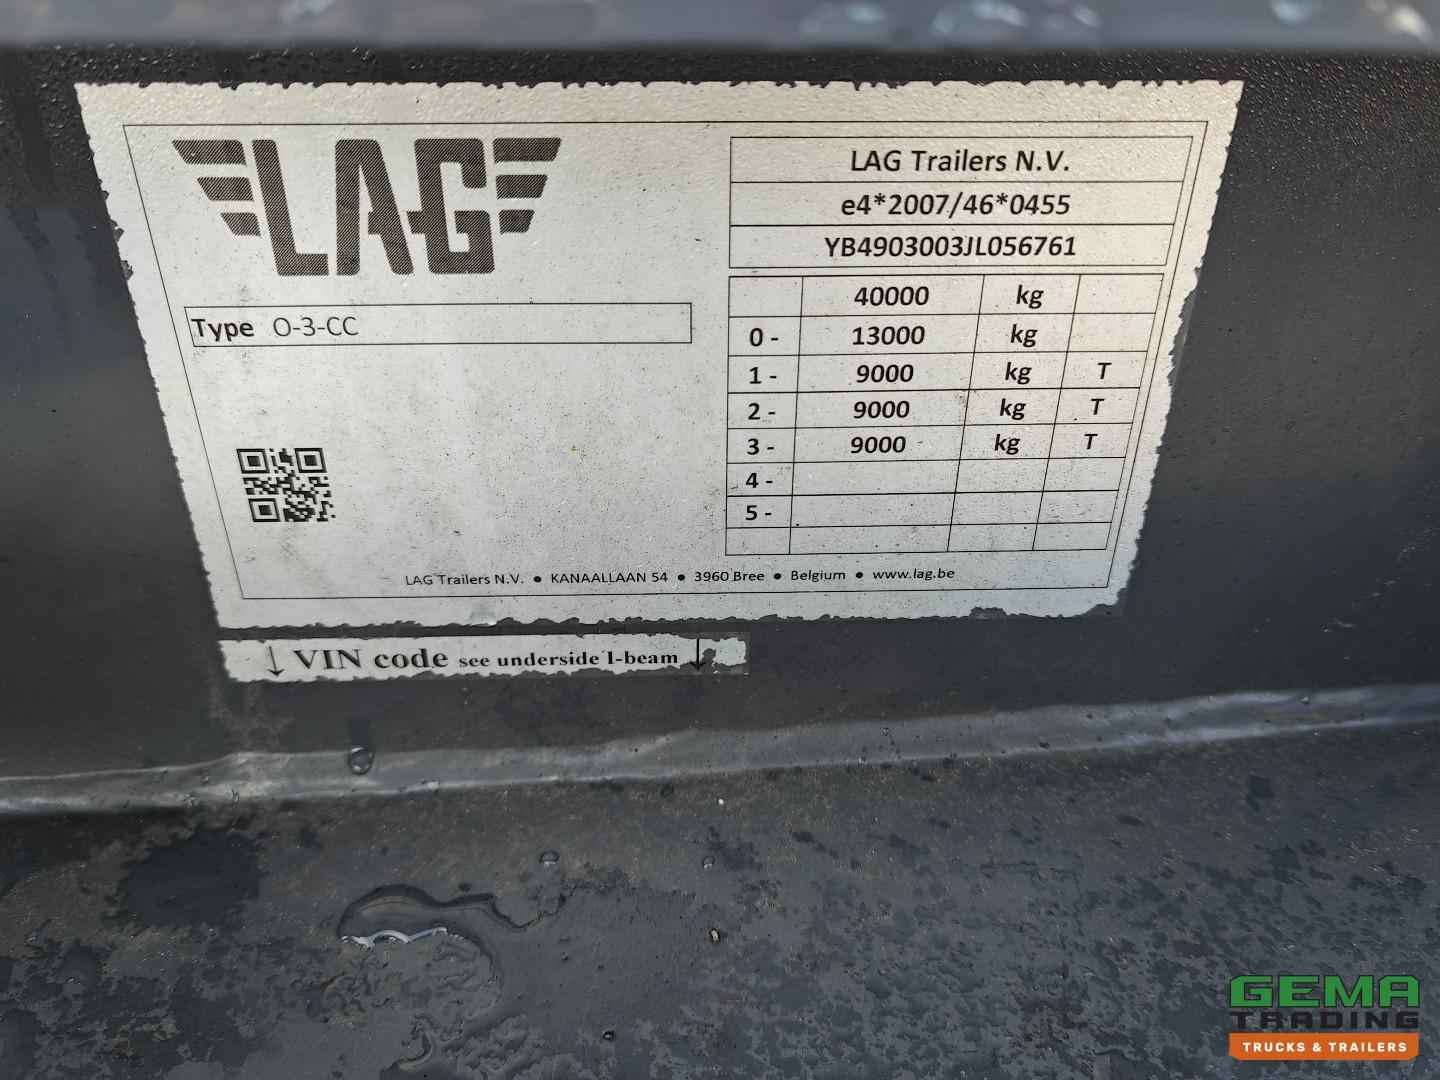 LAG
Type O-3-CC
LAG Trailers N.V.
e4*2007/46*0455
YB4903003JL056761
40000 kg
0 - 13000 kg
1 - 9000 kg T
2 - 9000 kg T
3 - 9000 kg T
4 -
5 -
LAG Trailers N.V. ● KANAALLAAN 54 ● 3960 Bree ● Belgium ● www.lag.be
↓ VIN code see underside I-beam ↓
GEMA
TRADING
TRUCKS & TRAILERS